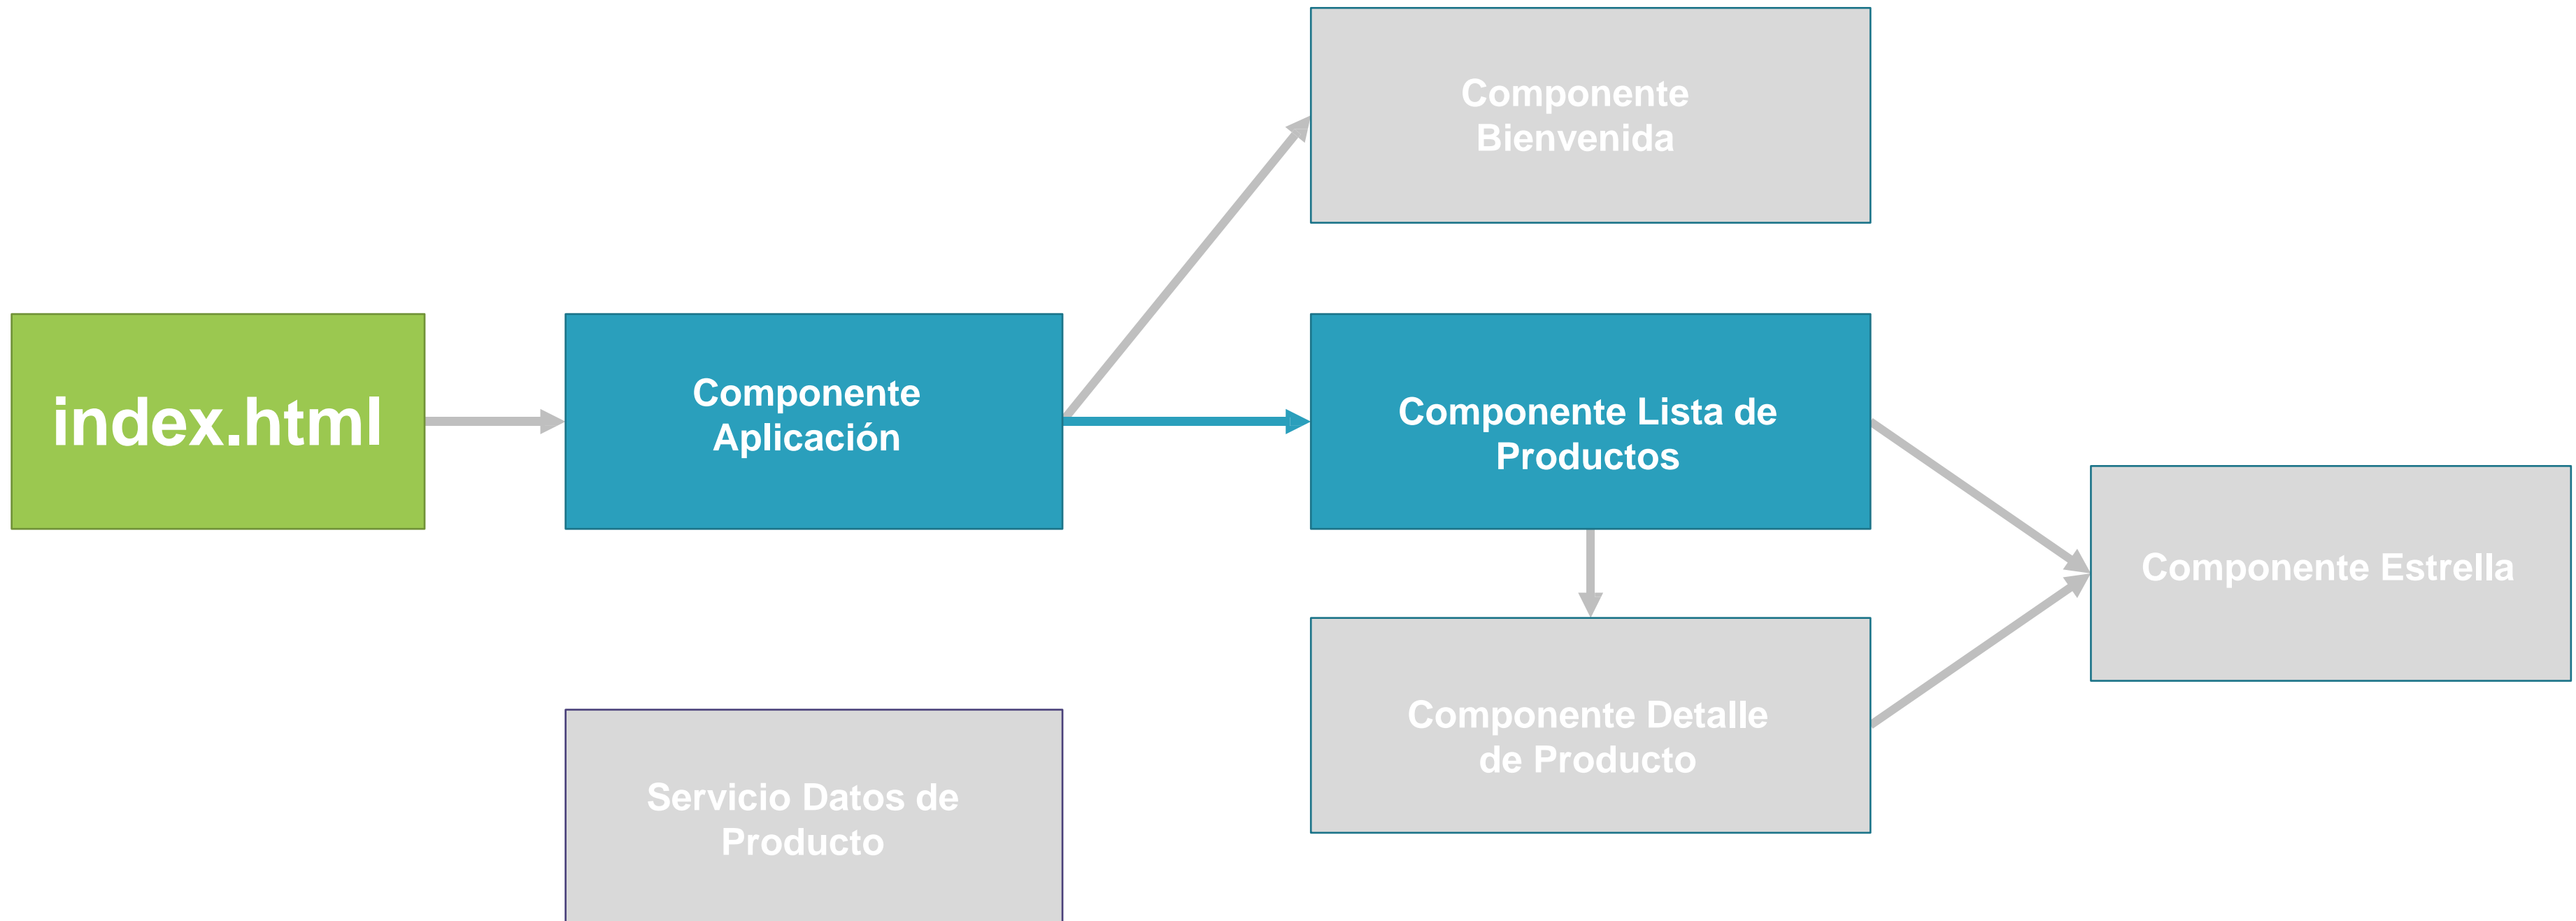 Componente
Bienvenida
index.html
Componente
Aplicación
Componente Lista de
Productos
Componente Estrella
Componente Detalle
de Producto
Servicio Datos de
Producto